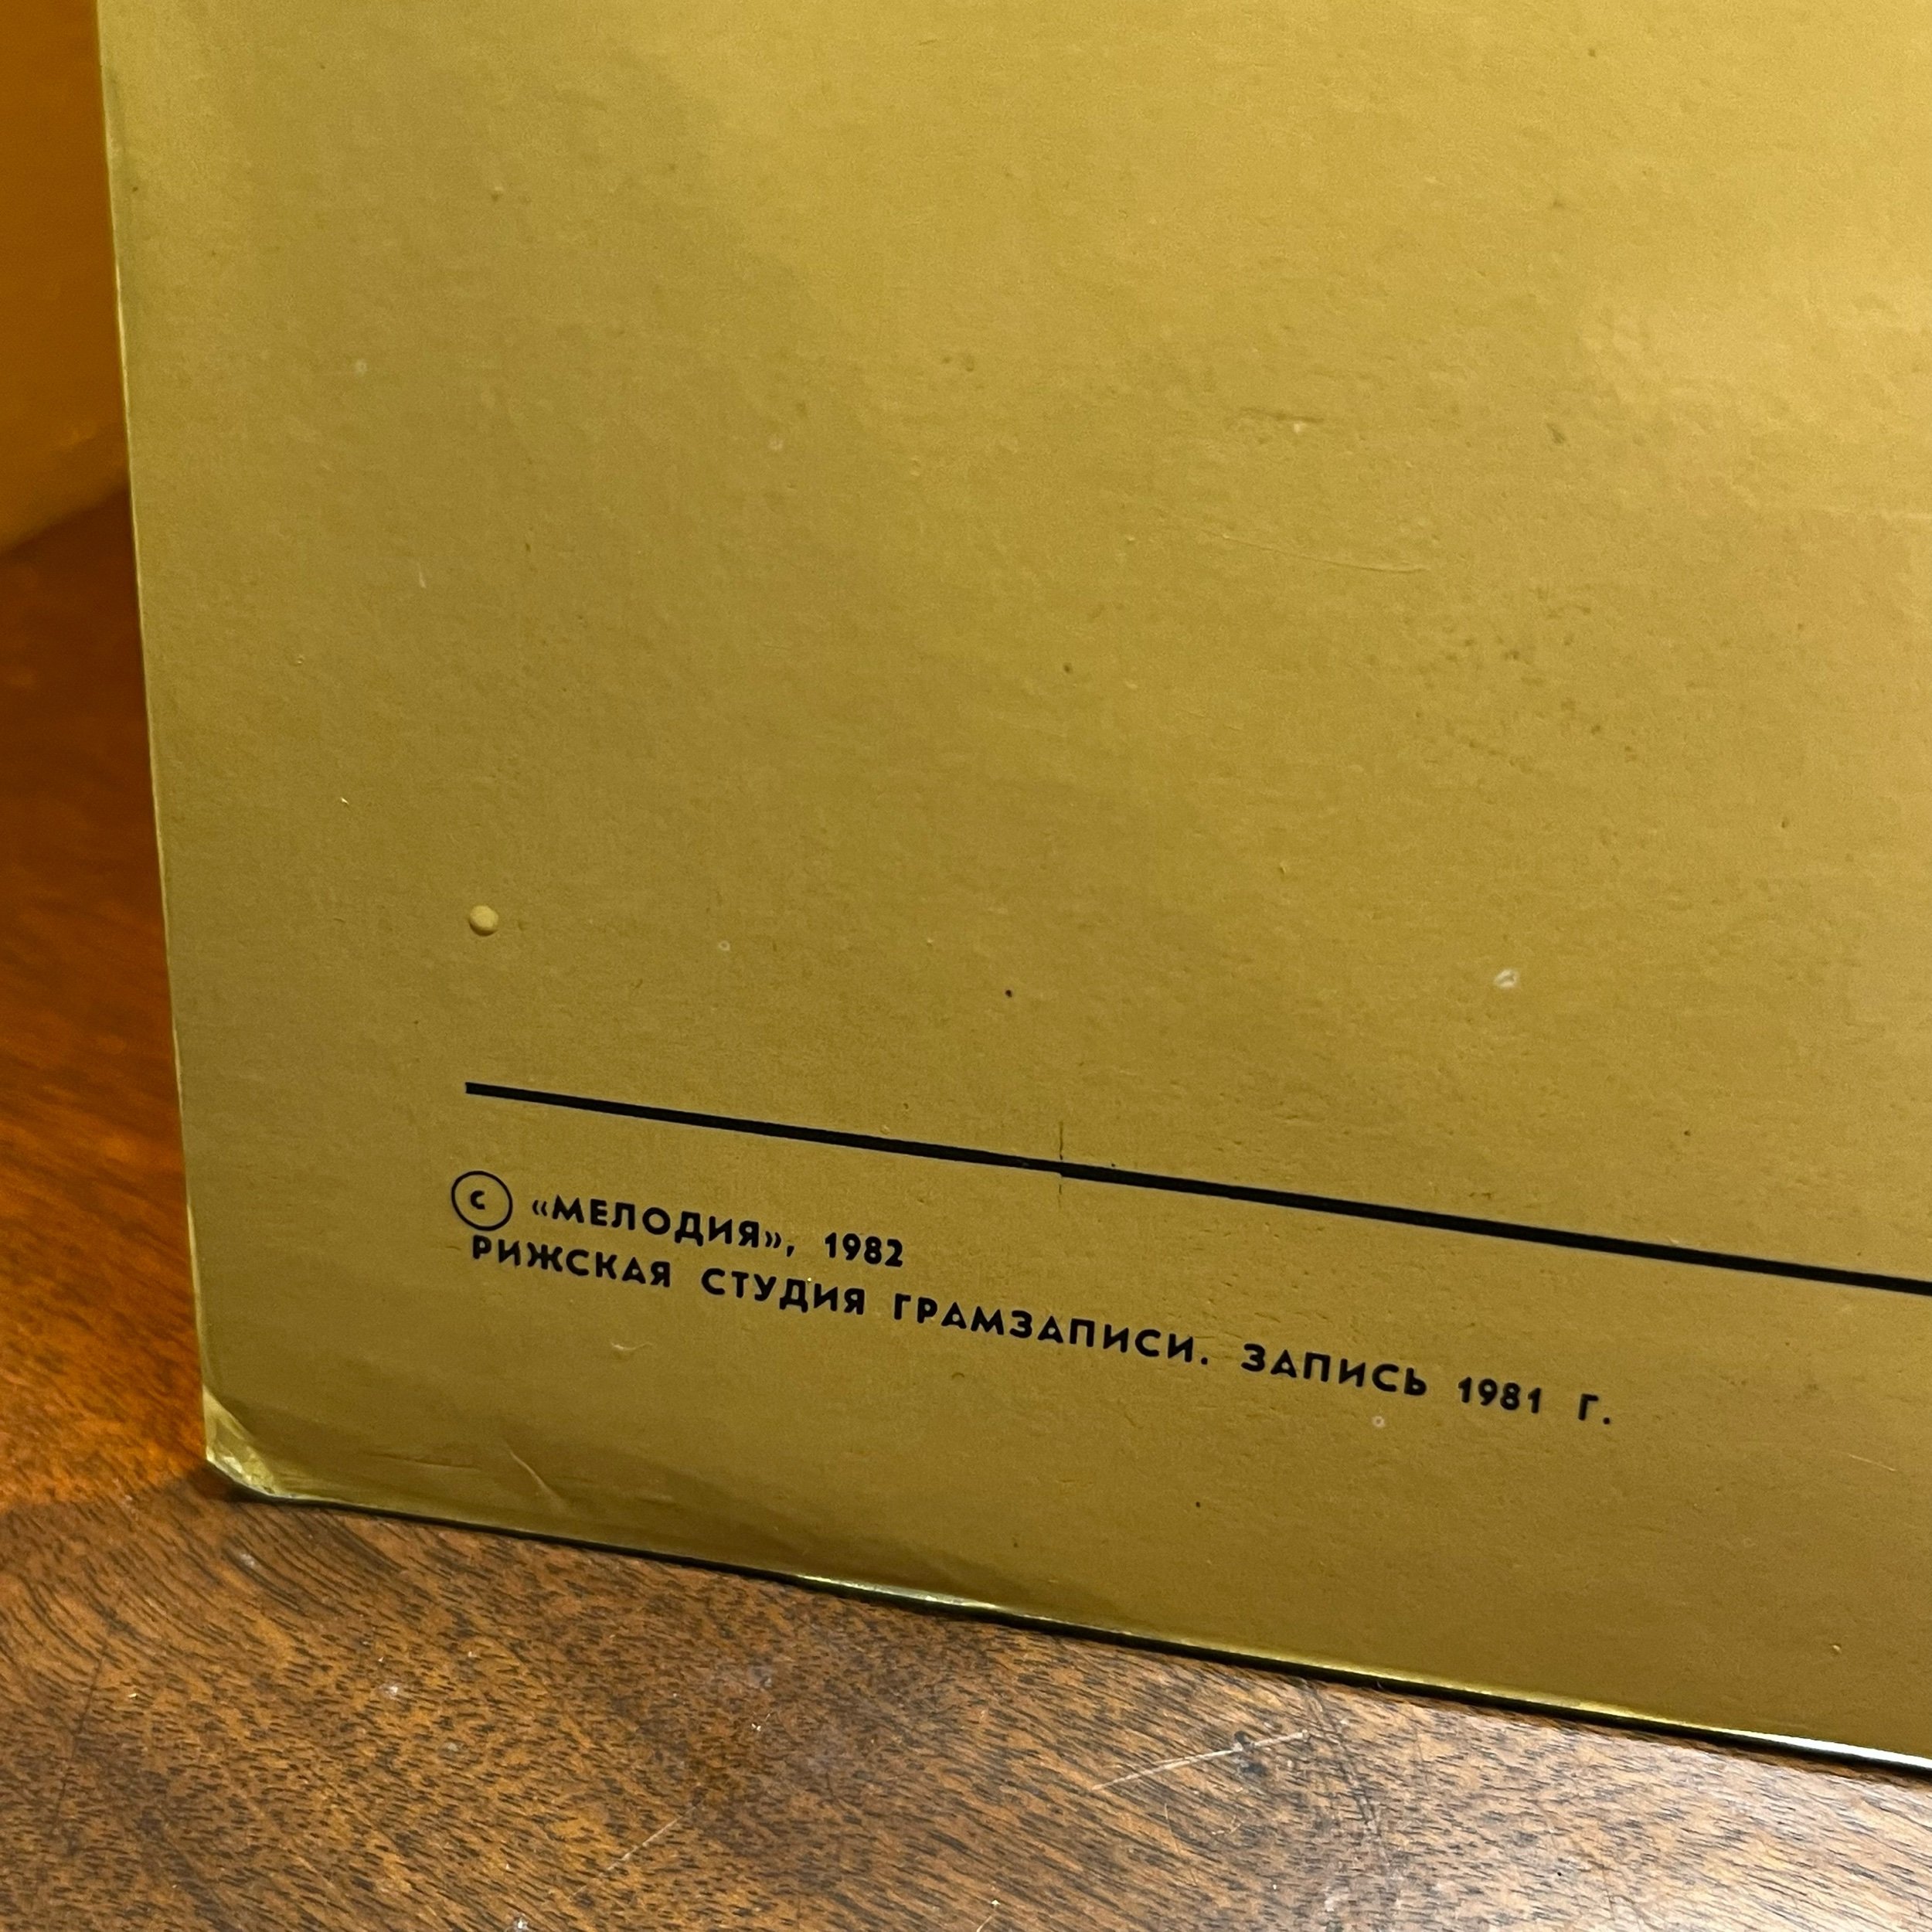 © «МЕЛОДИЯ», 1982
РИЖСКАЯ СТУДИЯ ГРАМЗАПИСИ. ЗАПИСЬ 1981 Г.